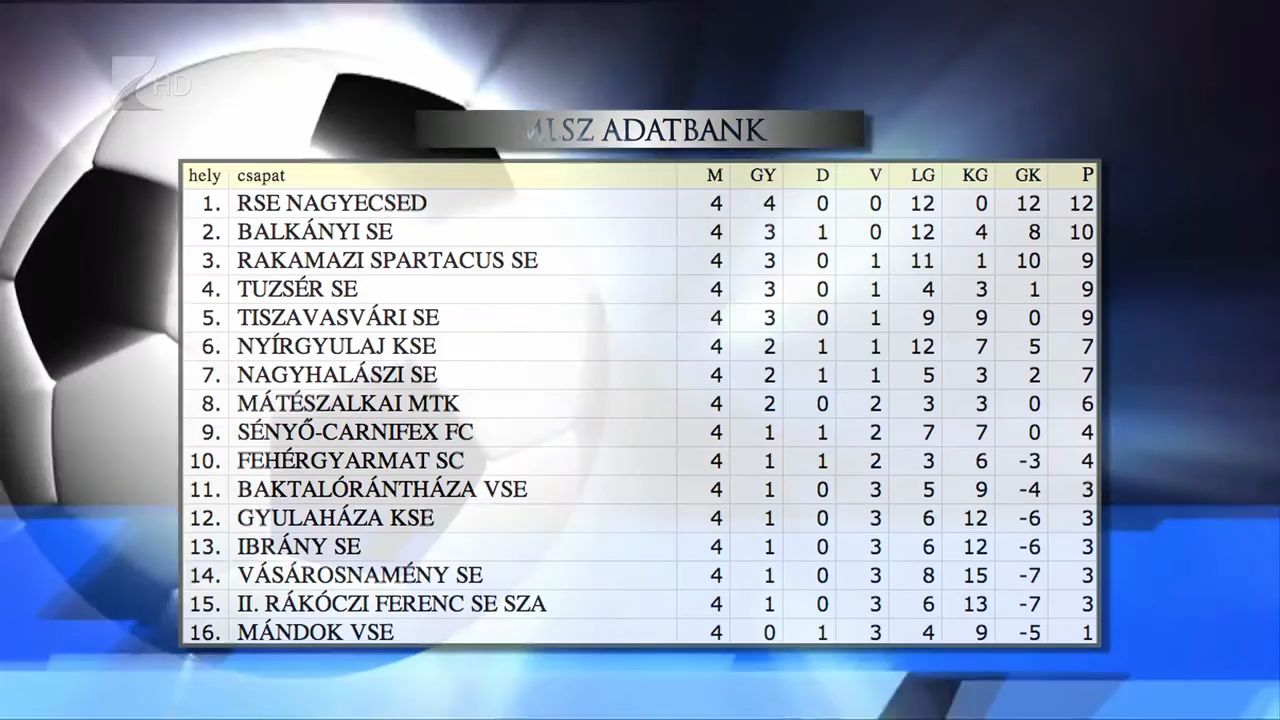 7 HD
MLSZ ADATBANK
hely csapat M GY D V LG KG GK P
1. RSE NAGYECSED 4 4 0 0 12 0 12 12
2. BALKÁNYI SE 4 3 1 0 12 4 8 10
3. RAKAMAZI SPARTACUS SE 4 3 0 1 11 1 10 9
4. TUZSÉR SE 4 3 0 1 4 3 1 9
5. TISZAVASVÁRI SE 4 3 0 1 9 9 0 9
6. NYÍRGYULAJ KSE 4 2 1 1 12 7 5 7
7. NAGYHALÁSZI SE 4 2 1 1 5 3 2 7
8. MÁTÉSZALKAI MTK 4 2 0 2 3 3 0 6
9. SÉNYŐ-CARNIFEX FC 4 1 1 2 7 7 0 4
10. FEHÉRGYARMAT SC 4 1 1 2 3 6 -3 4
11. BAKTALÓRÁNTHÁZA VSE 4 1 0 3 5 9 -4 3
12. GYULAHÁZA KSE 4 1 0 3 6 12 -6 3
13. IBRÁNY SE 4 1 0 3 6 12 -6 3
14. VÁSÁROSNAMÉNY SE 4 1 0 3 8 15 -7 3
15. II. RÁKÓCZI FERENC SE SZA 4 1 0 3 6 13 -7 3
16. MÁNDOK VSE 4 0 1 3 4 9 -5 1